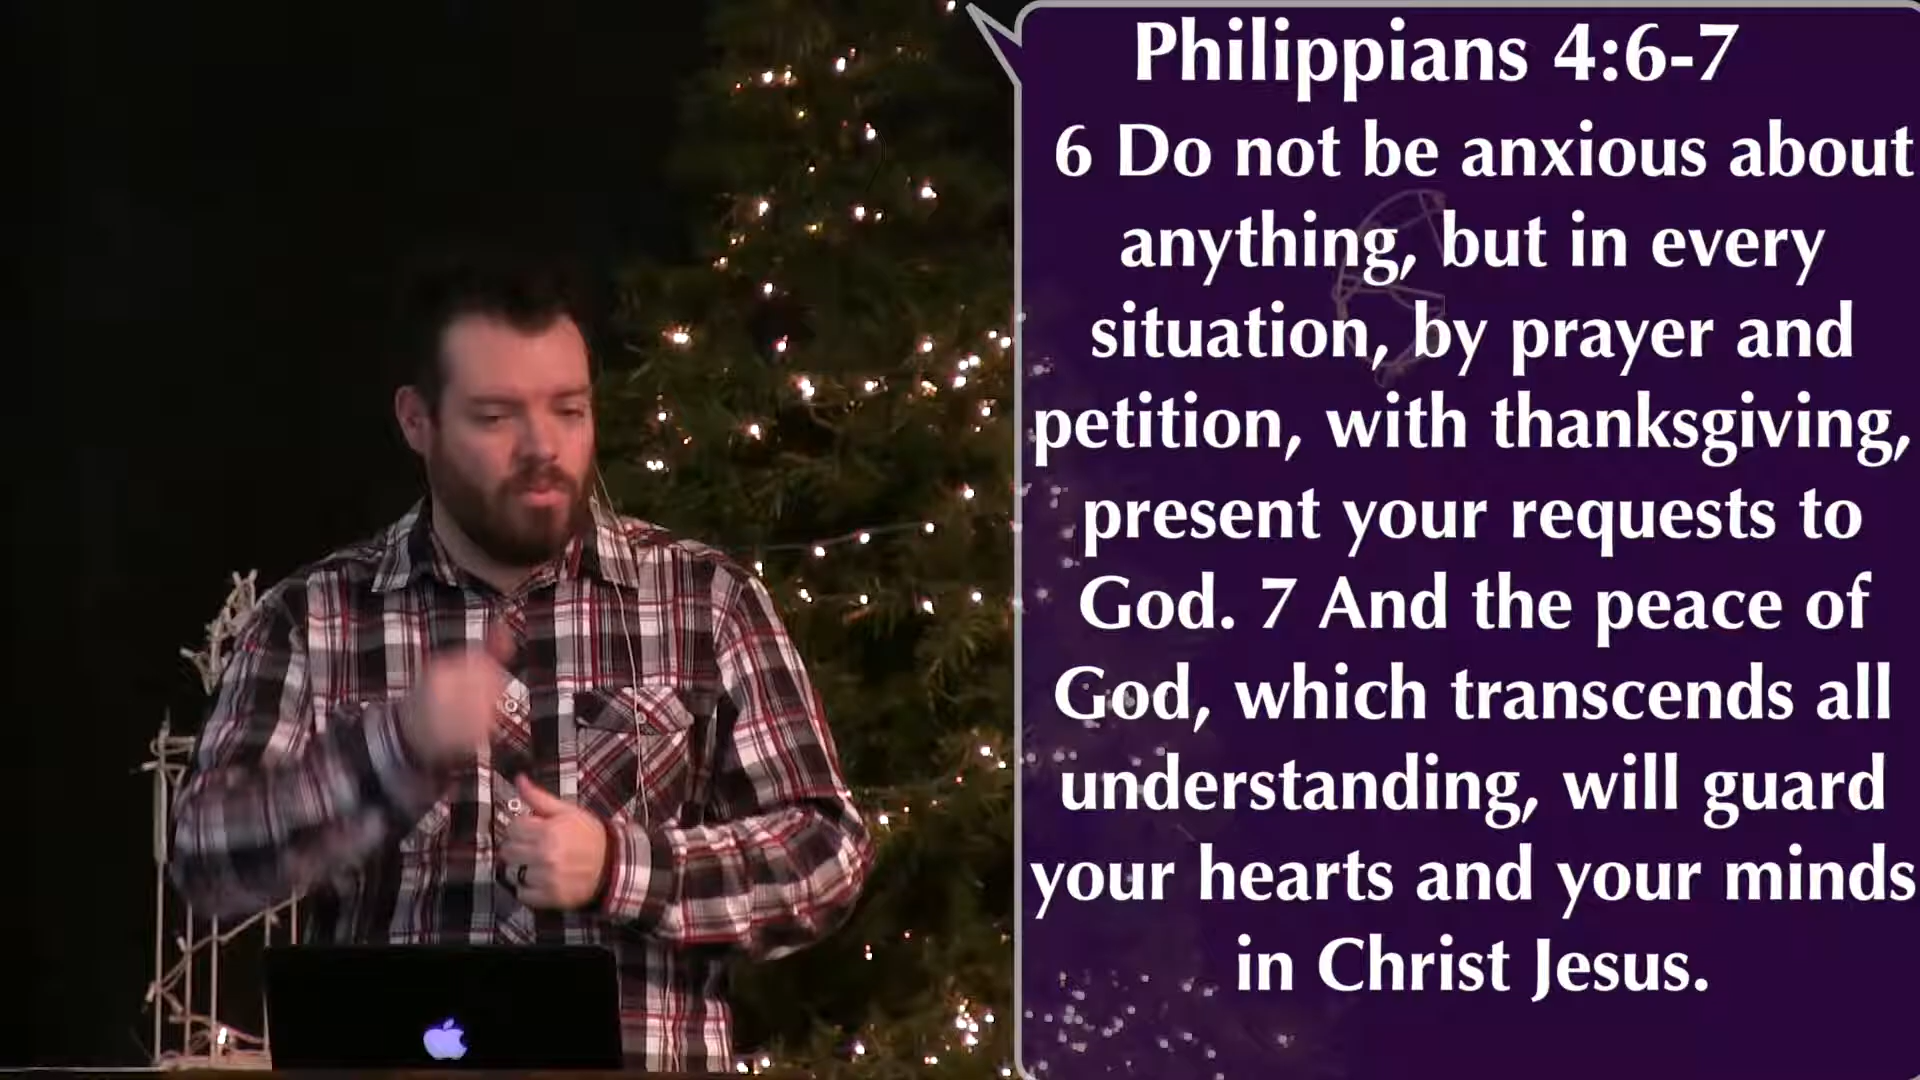 Philippians 4:6-7
6 Do not be anxious about
anything, but in every
situation, by prayer and
petition, with thanksgiving,
present your requests to
God. 7 And the peace of
God, which transcends all
understanding, will guard
your hearts and your minds
in Christ Jesus.